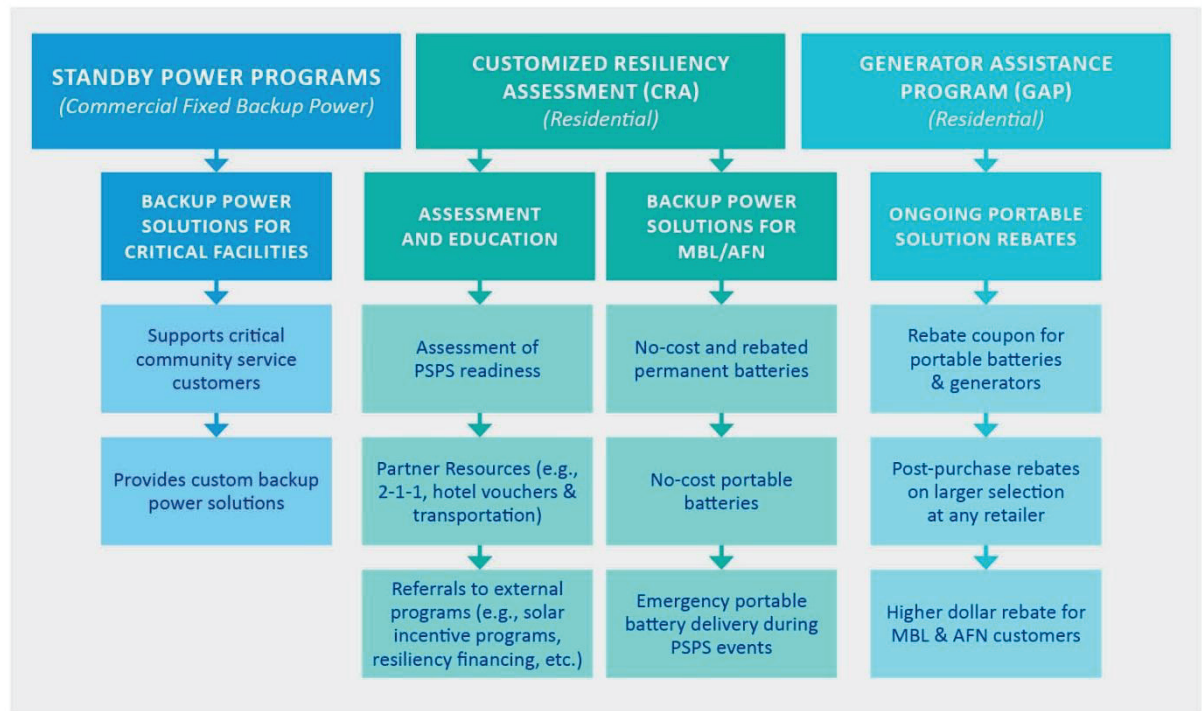 STANDBY POWER PROGRAMS
(Commercial Fixed Backup Power)
BACKUP POWER
SOLUTIONS FOR
CRITICAL FACILITIES
Supports critical
community service
customers
Provides custom backup
power solutions
CUSTOMIZED RESILIENCY
ASSESSMENT (CRA)
(Residential)
ASSESSMENT
AND EDUCATION
Assessment of
PSPS readiness
Partner Resources (e.g.,
2-1-1, hotel vouchers &
transportation)
Referrals to external
programs (e.g., solar
incentive programs,
resiliency financing, etc.)
BACKUP POWER
SOLUTIONS FOR
MBL/AFN
No-cost and rebated
permanent batteries
No-cost portable
batteries
Emergency portable
battery delivery during
PSPS events
GENERATOR ASSISTANCE
PROGRAM (GAP)
(Residential)
ONGOING PORTABLE
SOLUTION REBATES
Rebate coupon for
portable batteries
& generators
Post-purchase rebates
on larger selection
at any retailer
Higher dollar rebate for
MBL & AFN customers